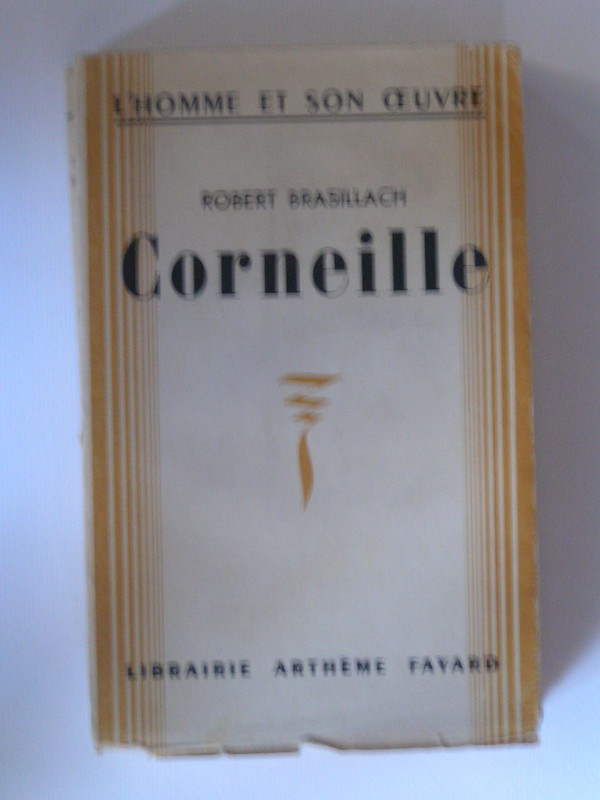 L'HOMME ET SON ŒUVRE
ROBERT BRASILLACH
Corneille
LIBRAIRIE ARTHÈME FAYARD